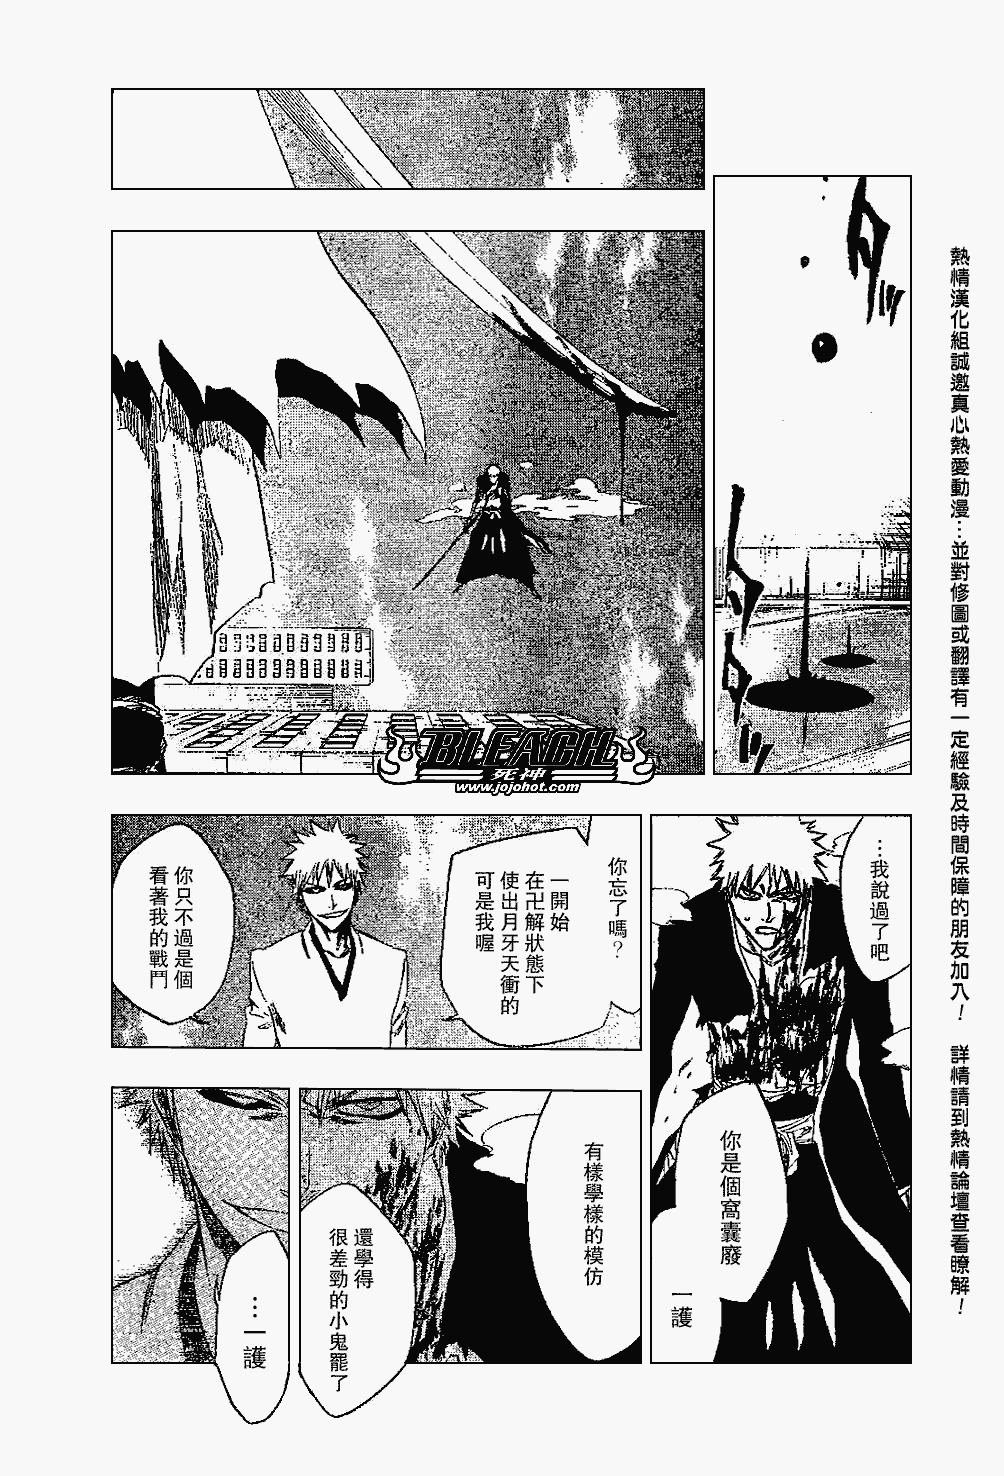 …我說過了吧
你是個窩囊廢
一護
你忘了嗎？
一開始
在卍解狀態下
使出月牙天衝的
可是我喔
你只不過是個
看著我的戰鬥
有樣學樣的模仿
還學得
很差勁的小鬼罷了
…一護
BLEACH
死神
www.jojohot.com
熱情漢化組誠邀真心熱愛動漫…並對修圖或翻譯有一定經驗及時間保障的朋友加入！　詳情請到熱情論壇查看瞭解！